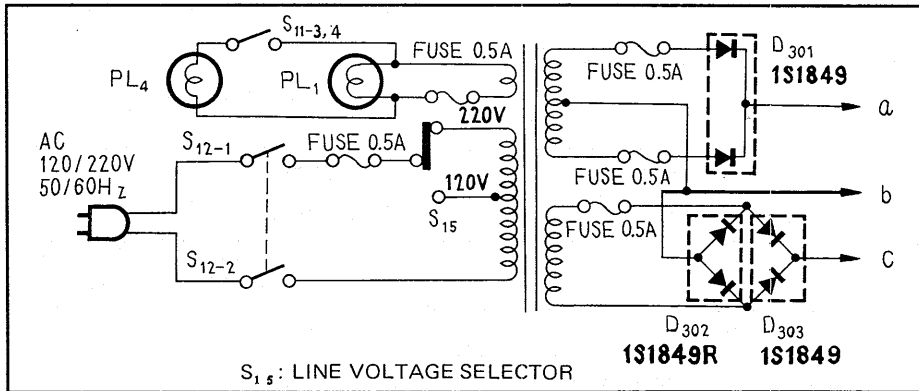 S11-3,4
FUSE 0.5A
PL4
PL1
220V
AC
120/220V
50/60Hz
S12-1
FUSE 0.5A
120V
S15
S12-2
FUSE 0.5A
FUSE 0.5A
FUSE 0.5A
D301
1S1849
a
b
c
D302
1S1849R
D303
1S1849
S15: LINE VOLTAGE SELECTOR